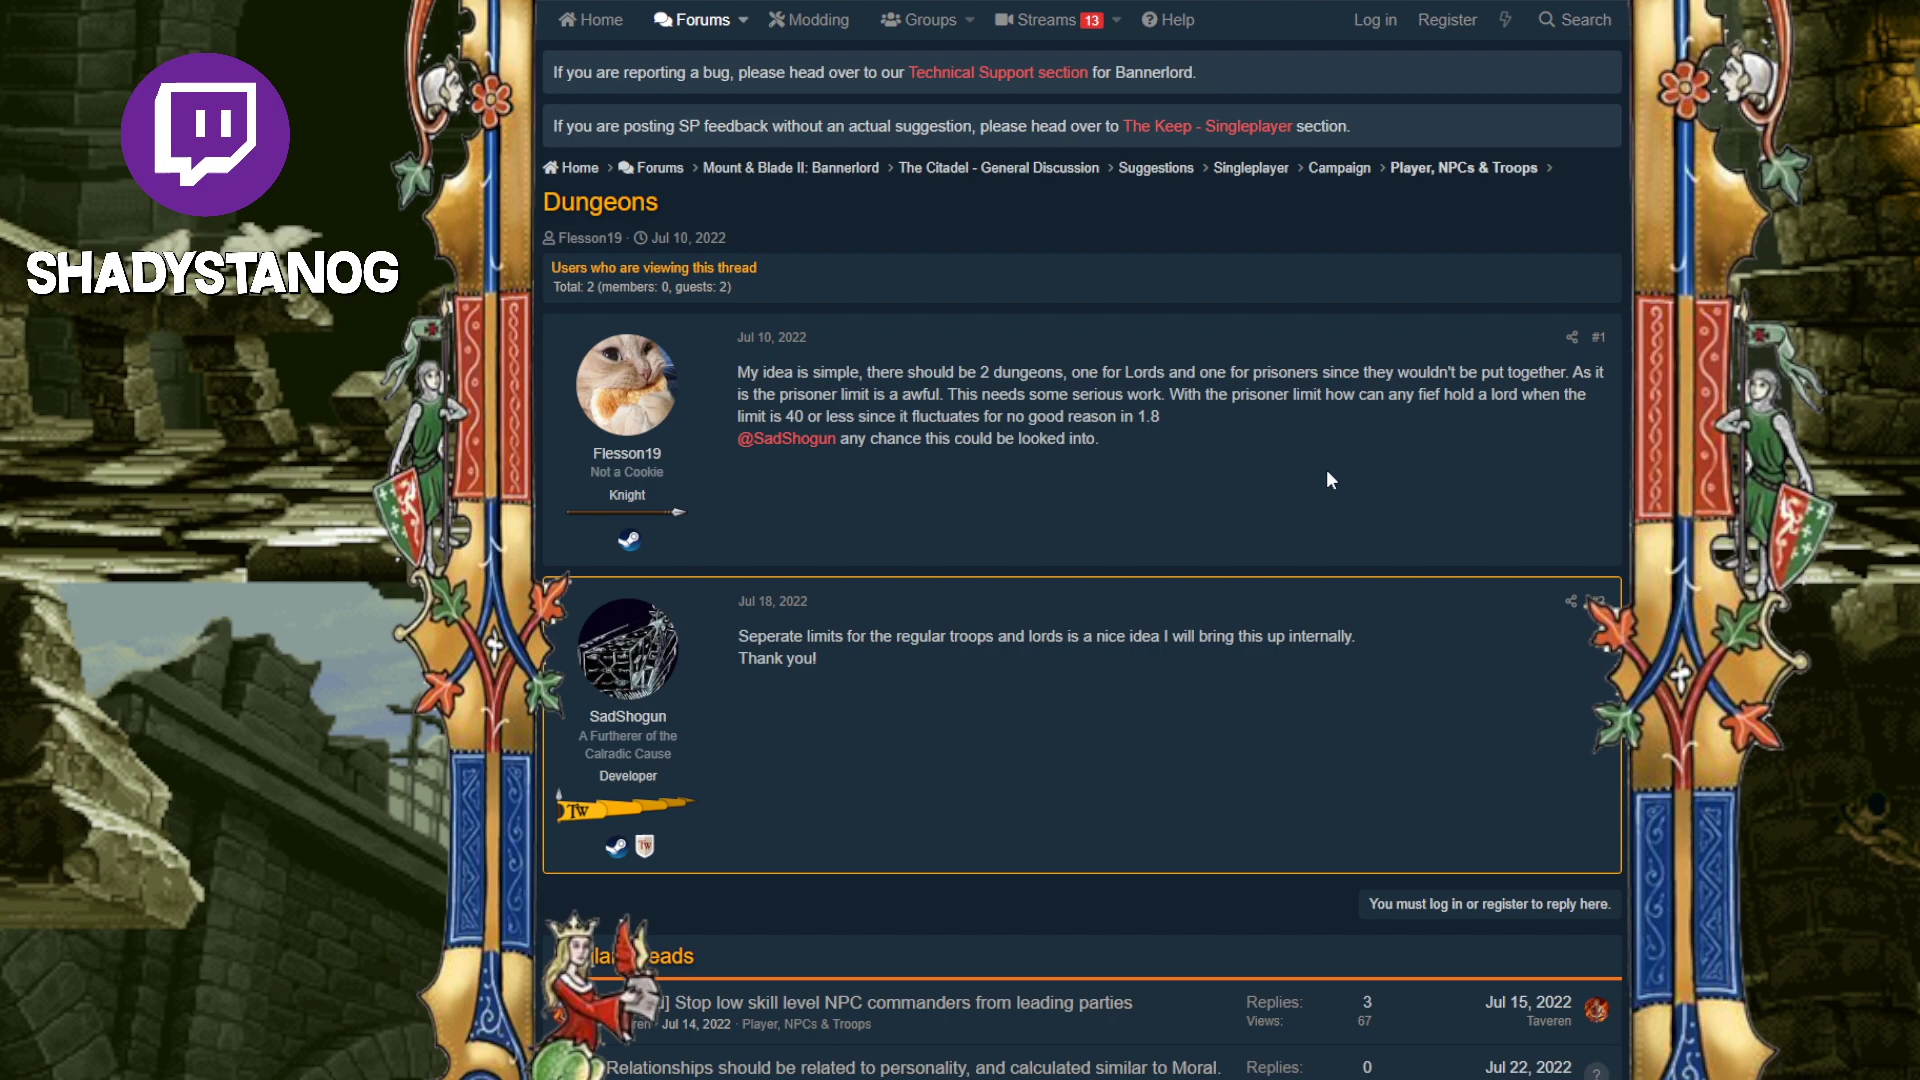 Home Forums Modding Groups Streams 13 Help Log in Register Search
If you are reporting a bug, please head over to our Technical Support section for Bannerlord.
If you are posting SP feedback without an actual suggestion, please head over to The Keep - Singleplayer section.
Home › Forums › Mount & Blade II: Bannerlord › The Citadel - General Discussion › Suggestions › Singleplayer › Campaign › Player, NPCs & Troops ›
Dungeons
SHADYSTANOG
Flesson19 · Jul 10, 2022
Users who are viewing this thread
Total: 2 (members: 0, guests: 2)
Jul 10, 2022 #1
My idea is simple, there should be 2 dungeons, one for Lords and one for prisoners since they wouldn't be put together. As it
is the prisoner limit is a awful. This needs some serious work. With the prisoner limit how can any fief hold a lord when the
limit is 40 or less since it fluctuates for no good reason in 1.8
@SadShogun any chance this could be looked into.
Flesson19
Not a Cookie
Knight
Jul 18, 2022
Seperate limits for the regular troops and lords is a nice idea I will bring this up internally.
Thank you!
SadShogun
A Furtherer of the
Calradic Cause
Developer
TW
TW
You must log in or register to reply here.
Stop low skill level NPC commanders from leading parties
Jul 14, 2022 · Player, NPCs & Troops
Replies: 3
Views: 67
Jul 15, 2022
Taveren
Relationships should be related to personality, and calculated similar to Moral.
Replies: 0
Jul 22, 2022
?